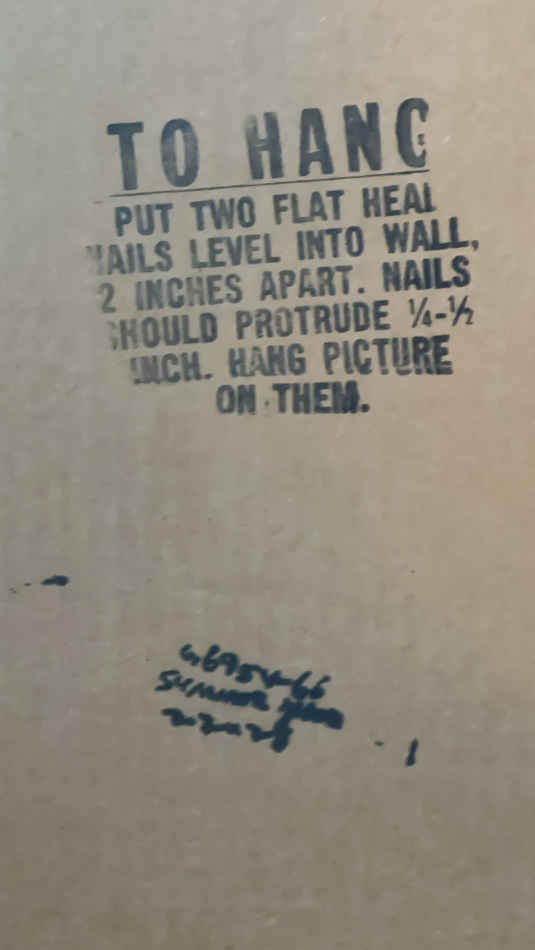 TO HANG
PUT TWO FLAT HEAD
NAILS LEVEL INTO WALL,
2 INCHES APART. NAILS
SHOULD PROTRUDE ¼-½
INCH. HANG PICTURE
ON THEM.